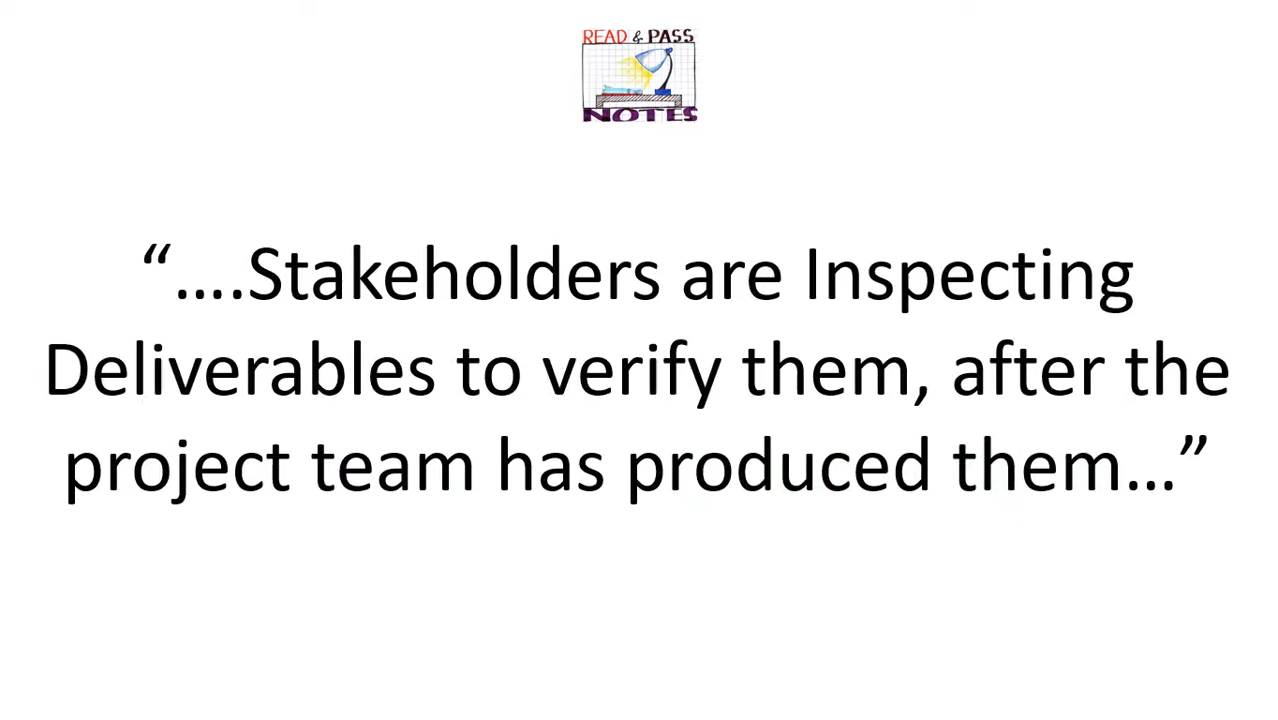 READ & PASS
NOTES
“....Stakeholders are Inspecting
Deliverables to verify them, after the
project team has produced them...”